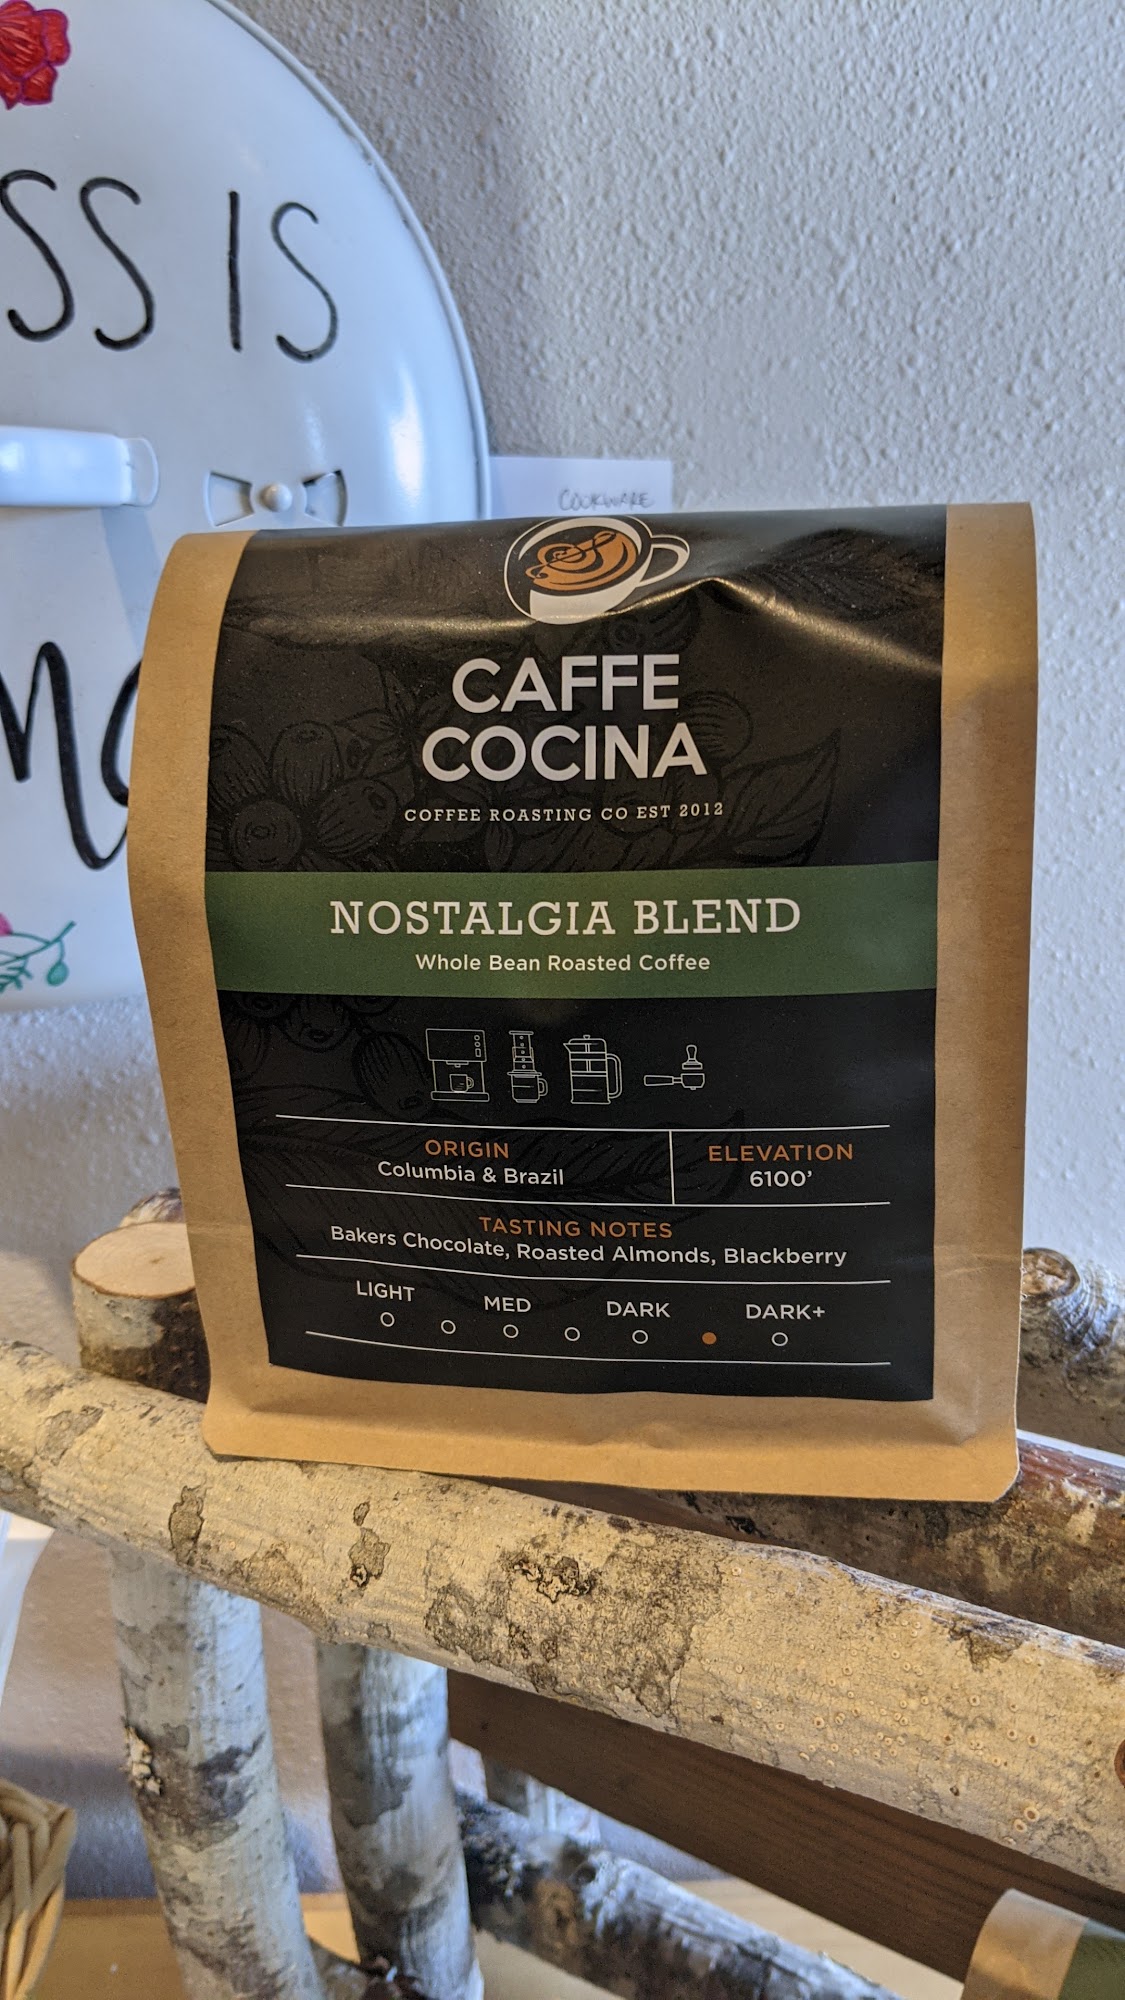 SS IS
COOKWARE
CAFFE
COCINA
COFFEE ROASTING CO EST 2012
NOSTALGIA BLEND
Whole Bean Roasted Coffee
ORIGIN
Columbia & Brazil
ELEVATION
6100'
TASTING NOTES
Bakers Chocolate, Roasted Almonds, Blackberry
LIGHT MED DARK DARK+